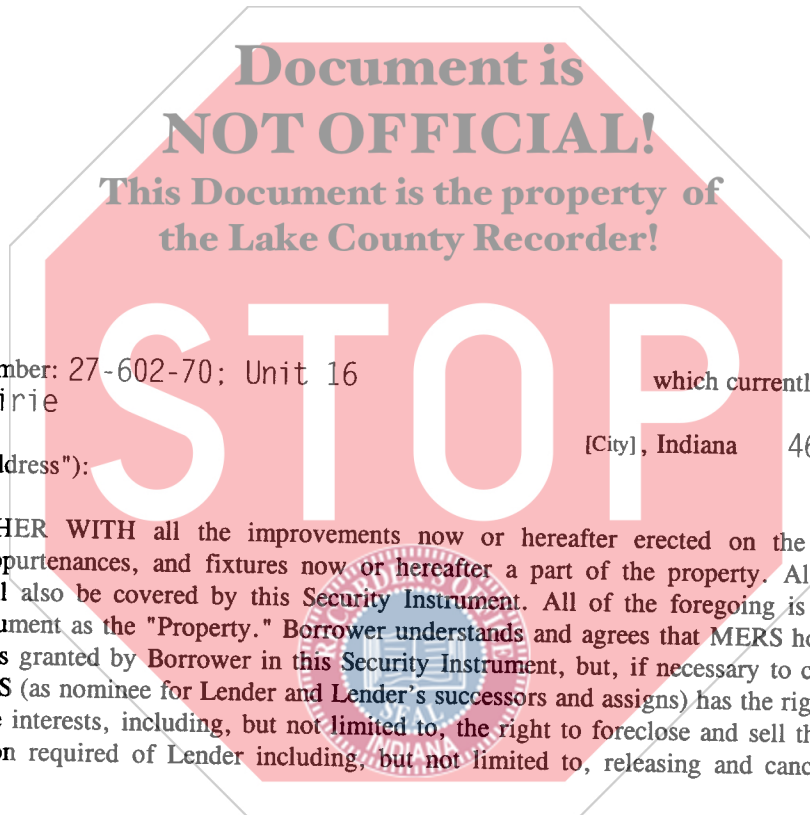 Document is
NOT OFFICIAL!
This Document is the property of
the Lake County Recorder!
STOP
mber: 27-602-70; Unit 16 which currentl
irie
[City], Indiana 46
ldress"):
HER WITH all the improvements now or hereafter erected on the
purtenances, and fixtures now or hereafter a part of the property. Al
l also be covered by this Security Instrument. All of the foregoing is
ument as the "Property." Borrower understands and agrees that MERS ho
s granted by Borrower in this Security Instrument, but, if necessary to c
S (as nominee for Lender and Lender's successors and assigns) has the rig
e interests, including, but not limited to, the right to foreclose and sell th
on required of Lender including, but not limited to, releasing and canc
SEAL
INDIANA